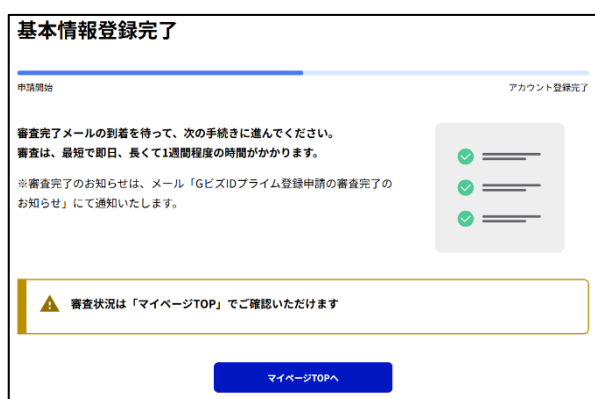 基本情報登録完了
申請開始
アカウント登録完了
審査完了メールの到着を待って、次の手続きに進んでください。
審査は、最短で即日、長くて1週間程度の時間がかかります。
※審査完了のお知らせは、メール「GビズIDプライム登録申請の審査完了の
お知らせ」にて通知いたします。
審査状況は「マイページTOP」でご確認いただけます
マイページTOPへ